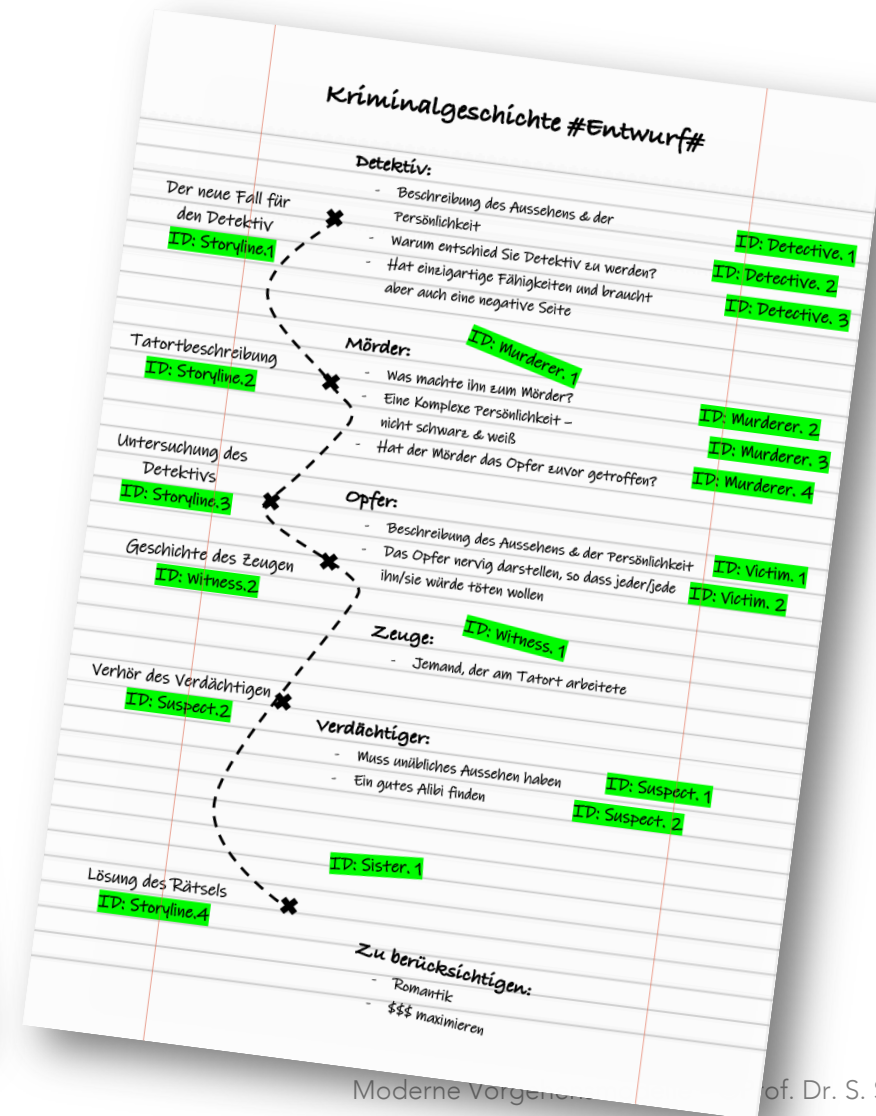 Kriminalgeschichte #Entwurf#
Der neue Fall für
den Detektiv
ID: Storyline.1
Tatortbeschreibung
ID: Storyline.2
Untersuchung des
Detektivs
ID: Storyline.3
Geschichte des Zeugen
ID: Witness.2
Verhör des Verdächtigen
ID: Suspect.2
Lösung des Rätsels
ID: Storyline.4
Detektiv:
- Beschreibung des Aussehens & der
Persönlichkeit
ID: Detective. 1
- Warum entschied Sie Detektiv zu werden?
ID: Detective. 2
- Hat einzigartige Fähigkeiten und braucht
aber auch eine negative Seite
ID: Detective. 3
Mörder:
ID: Murderer. 1
- Was machte ihn zum Mörder?
ID: Murderer. 2
- Eine Komplexe Persönlichkeit –
nicht schwarz & weiß
ID: Murderer. 3
- Hat der Mörder das Opfer zuvor getroffen?
ID: Murderer. 4
Opfer:
- Beschreibung des Aussehens & der Persönlichkeit
ID: Victim. 1
- Das Opfer nervig darstellen, so dass jeder/jede
ihn/sie würde töten wollen
ID: Victim. 2
Zeuge:
ID: Witness. 1
- Jemand, der am Tatort arbeitete
Verdächtiger:
- Muss unübliches Aussehen haben
ID: Suspect. 1
- Ein gutes Alibi finden
ID: Suspect. 2
ID: Sister. 1
Zu berücksichtigen:
- Romantik
- $$$ maximieren
Moderne of. Dr. S.